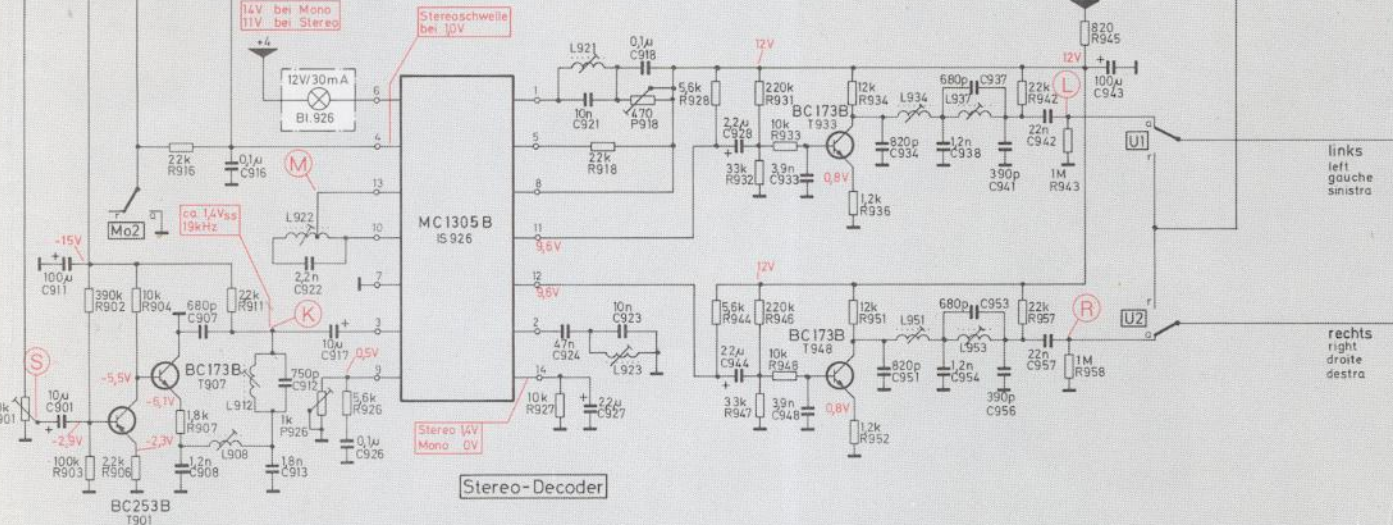 14V bei Mono
11V bei Stereo
Stereoschwelle
bei 1,0V
+4
12V/30mA
Bl.926
6
4
13
10
7
3
9
22k
R916
0,1µ
C916
M
L922
2,2n
C922
ca. 1,4Vss
19kHz
r
a
Mo2
-15V
100µ
C911
390k
R902
10k
R904
680p
C907
22k
R911
K
10µ
C917
S
10µ
C901
-2,9V
-5,5V
-6,1V
-2,3V
BC173B
T907
L912
750p
C912
1,8k
R907
L908
1,2n
C908
1,8n
C913
100k
R903
2,2k
R906
BC253B
T901
1k
P926
0,5V
5,6k
R926
0,1µ
C926
MC1305B
IS 926
1
5
8
11
9,6V
12
9,6V
2
14
L921
0,1µ
C918
10n
C921
470
P918
22k
R918
47n
C924
10n
C923
L923
10k
R927
2,2µ
C927
Stereo 1,4V
Mono 0V
Stereo-Decoder
12V
5,6k
R928
220k
R931
2,2µ
C928
10k
R933
33k
R932
3,9n
C933
BC173B
T933
0,8V
12k
R934
1,2k
R936
L934
820p
C934
680p C937
L937
1,2n
C938
390p
C941
22k
R942
22n
C942
L
1M
R943
820
R945
12V
100µ
C943
a
U1
r
links
left
gauche
sinistra
12V
5,6k
R944
220k
R946
2,2µ
C944
10k
R948
33k
R947
3,9n
C948
BC173B
T948
0,8V
12k
R951
1,2k
R952
L951
820p
C951
680p C953
L953
1,2n
C954
390p
C956
22k
R957
22n
C957
R
1M
R958
r
U2
a
rechts
right
droite
destra